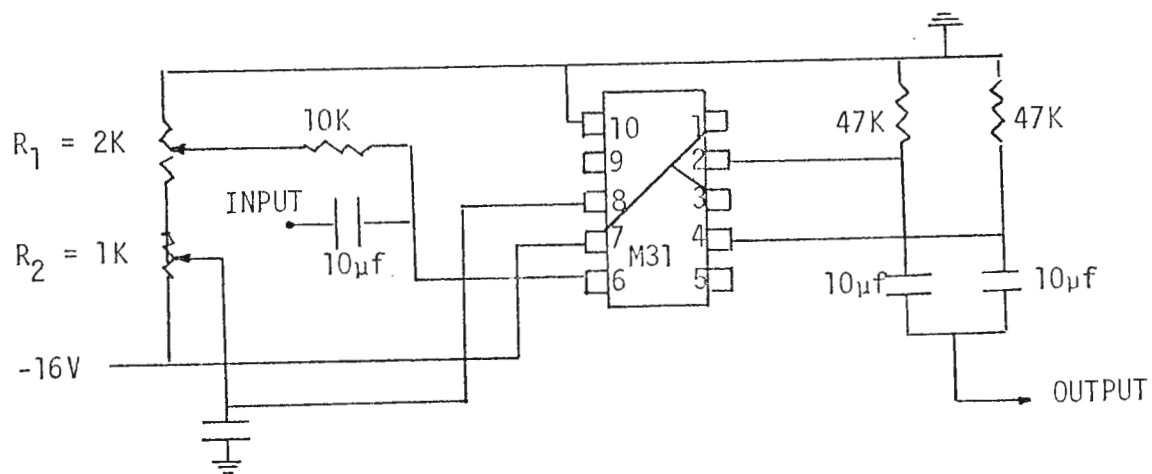 R1 = 2K
10K
INPUT
10µf
R2 = 1K
-16V
10
9
8
7
6
1
2
3
4
5
M31
47K
47K
10µf
10µf
OUTPUT